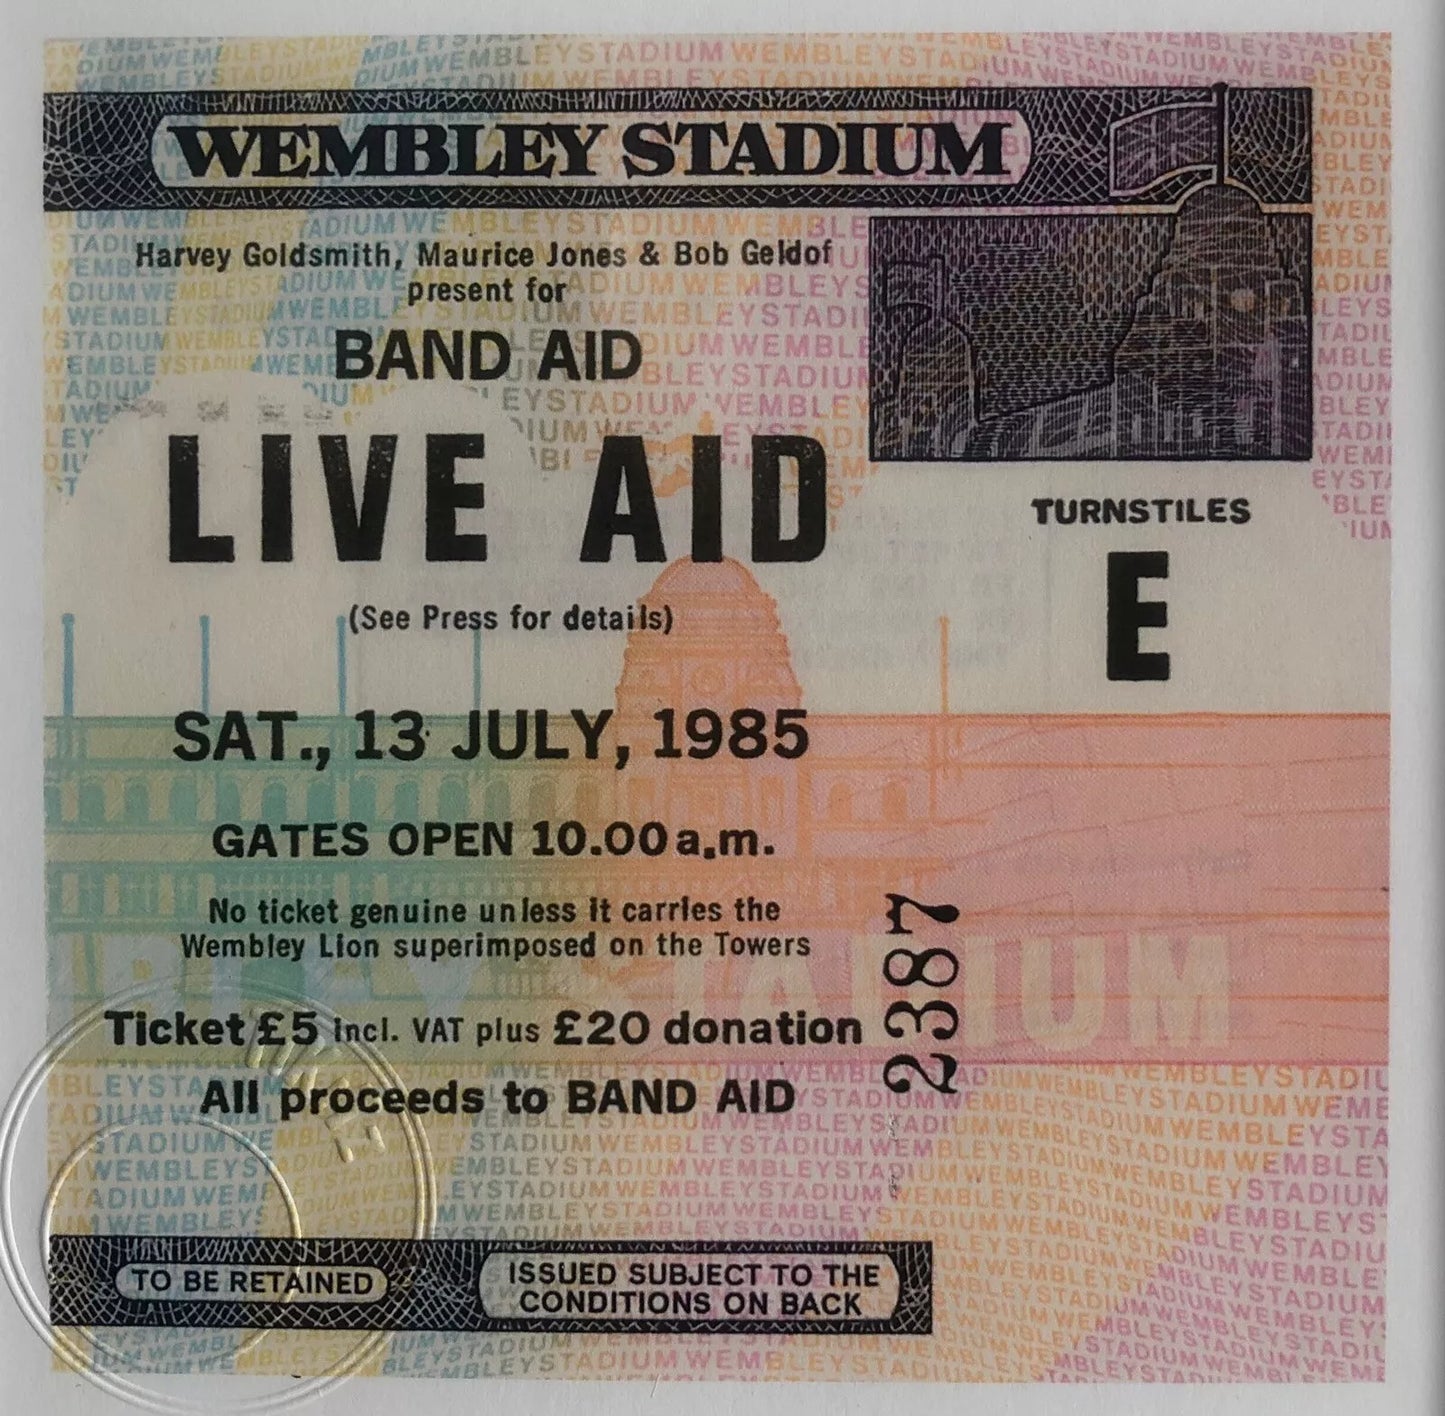 WEMBLEY STADIUM
Harvey Goldsmith, Maurice Jones & Bob Geldof
present for
BAND AID
LIVE AID
(See Press for details)
TURNSTILES
E
SAT., 13 JULY, 1985
GATES OPEN 10.00 a.m.
No ticket genuine unless it carries the
Wembley Lion superimposed on the Towers
Ticket £5 incl. VAT plus £20 donation
All proceeds to BAND AID
2387
TO BE RETAINED
ISSUED SUBJECT TO THE
CONDITIONS ON BACK